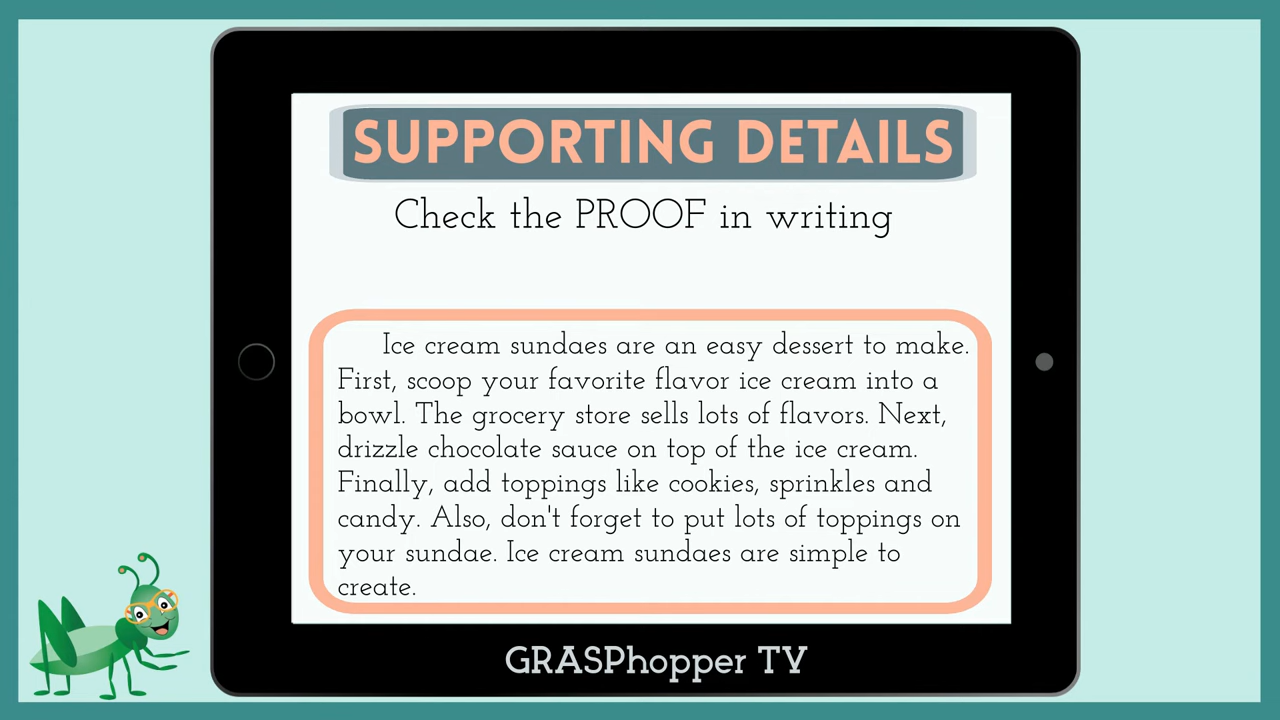 SUPPORTING DETAILS
Check the PROOF in writing
Ice cream sundaes are an easy dessert to make.
First, scoop your favorite flavor ice cream into a
bowl. The grocery store sells lots of flavors. Next,
drizzle chocolate sauce on top of the ice cream.
Finally, add toppings like cookies, sprinkles and
candy. Also, don't forget to put lots of toppings on
your sundae. Ice cream sundaes are simple to
create.
GRASPhopper TV